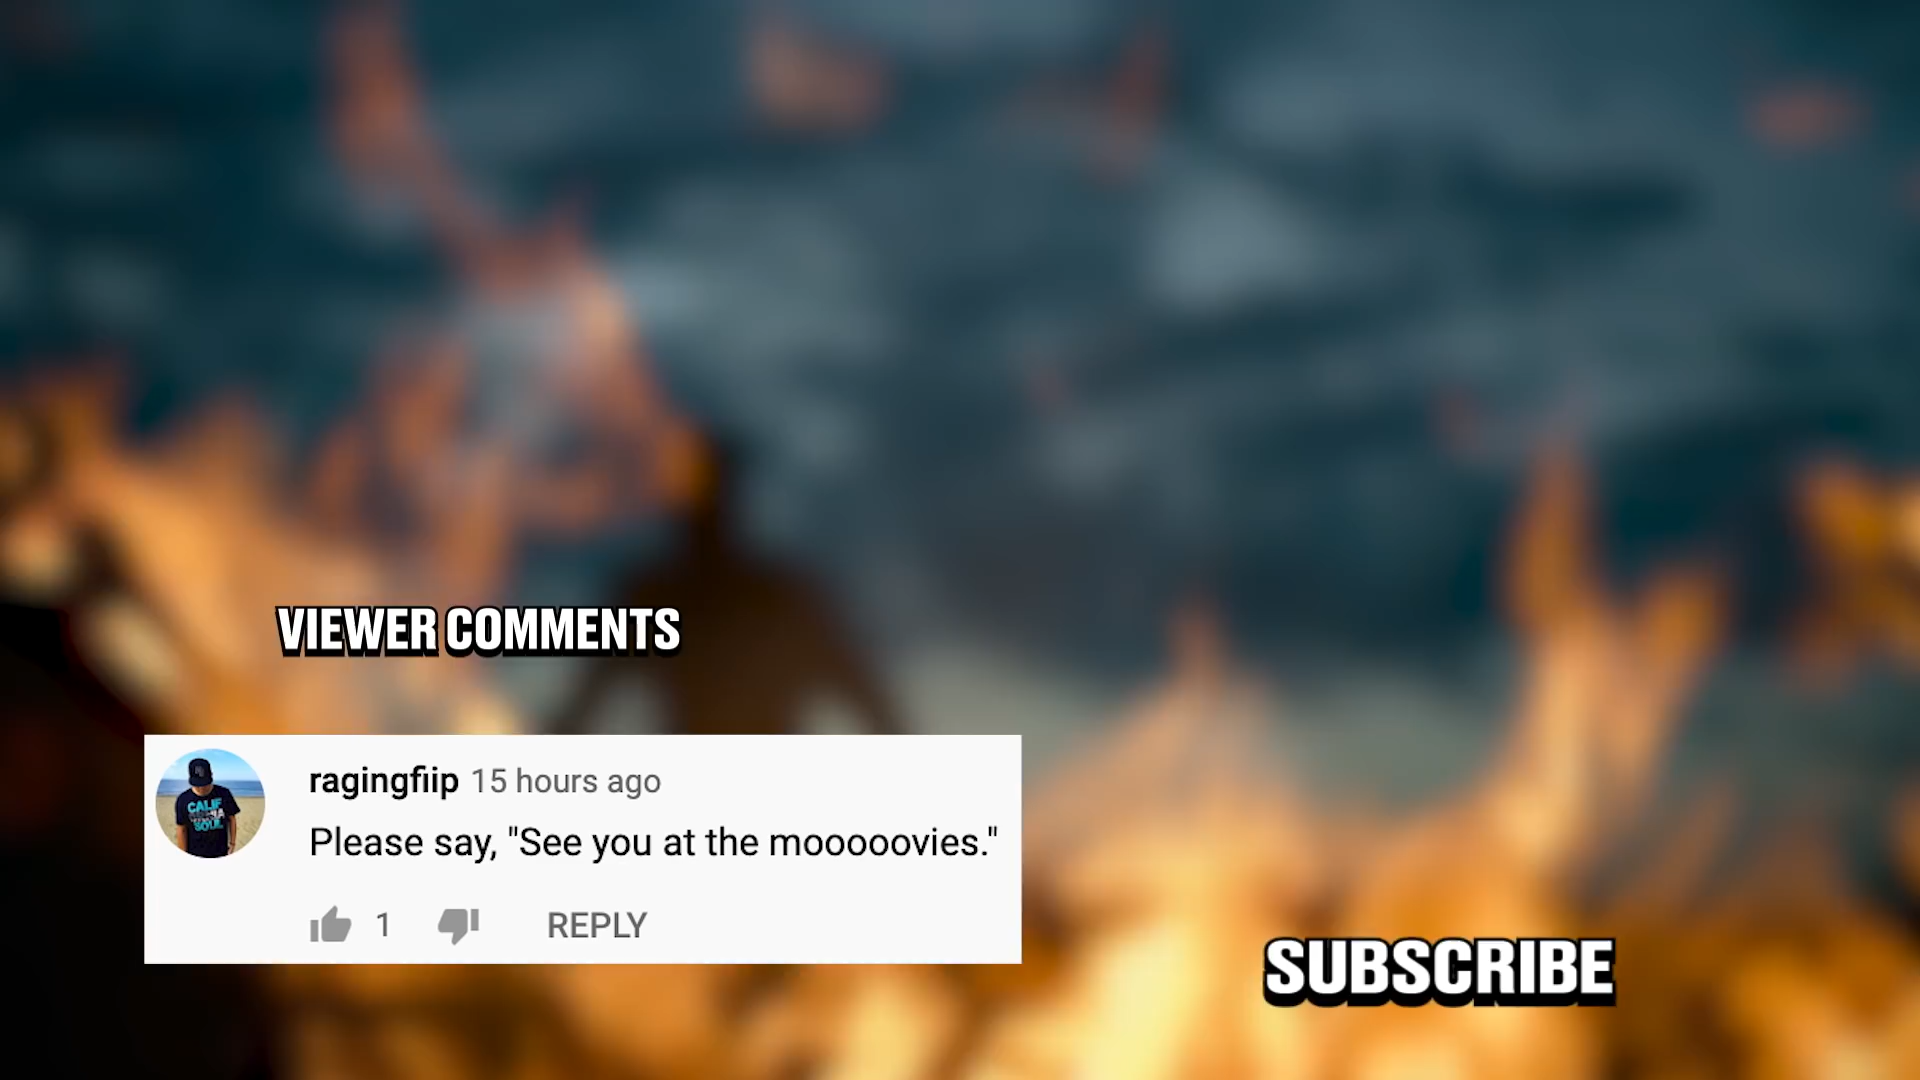 VIEWER COMMENTS
ragingfiip 15 hours ago
Please say, "See you at the mooooovies."
1 REPLY
SUBSCRIBE